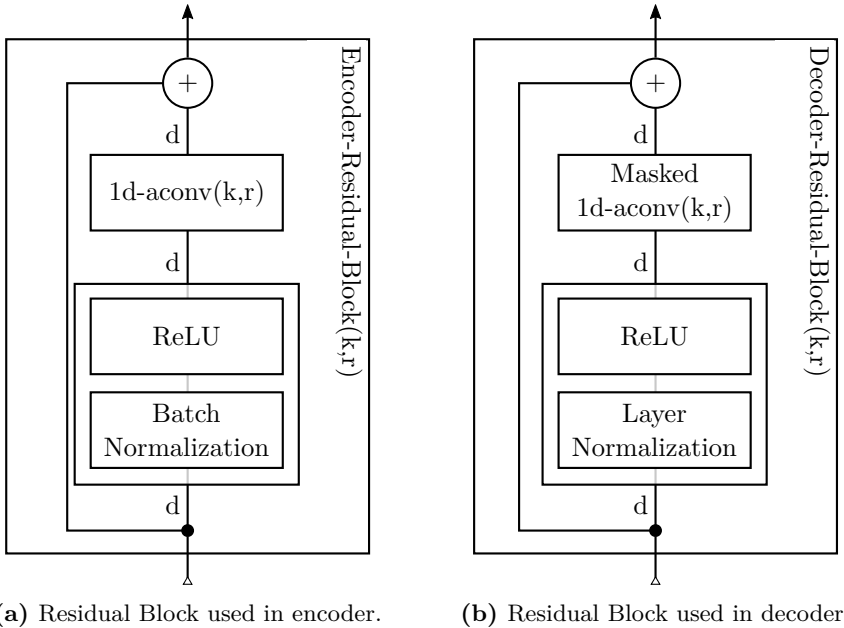 +
d
1d-aconv(k,r)
d
ReLU
Batch
Normalization
d
Encoder-Residual-Block(k,r)
a) Residual Block used in encoder.
+
d
Masked
1d-aconv(k,r)
d
ReLU
Layer
Normalization
d
Decoder-Residual-Block(k,r)
(b) Residual Block used in decoder